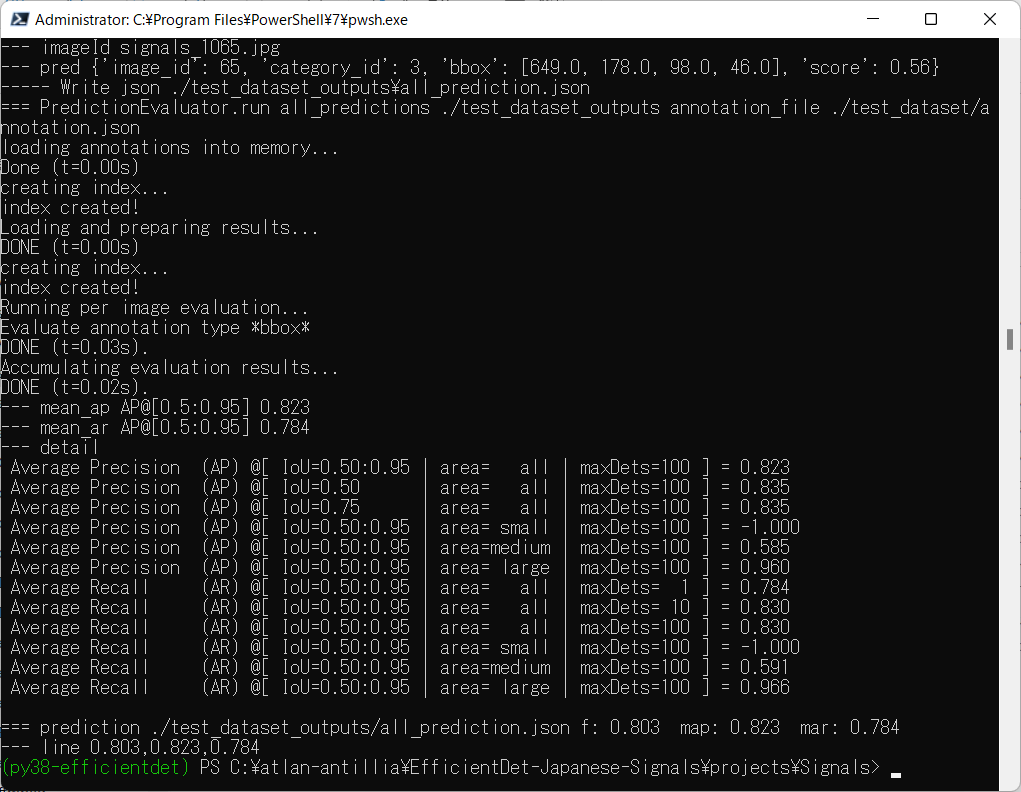 Administrator: C:¥Program Files¥PowerShell¥7¥pwsh.exe
--- imageId signals_1065.jpg
--- pred {'image_id': 65, 'category_id': 3, 'bbox': [649.0, 178.0, 98.0, 46.0], 'score': 0.56}
----- Write json ./test_dataset_outputs¥all_prediction.json
=== PredictionEvaluator.run all_predictions ./test_dataset_outputs annotation_file ./test_dataset/a
nnotation.json
loading annotations into memory...
Done (t=0.00s)
creating index...
index created!
Loading and preparing results...
DONE (t=0.00s)
creating index...
index created!
Running per image evaluation...
Evaluate annotation type *bbox*
DONE (t=0.03s).
Accumulating evaluation results...
DONE (t=0.02s).
--- mean_ap AP@[0.5:0.95] 0.823
--- mean_ar AP@[0.5:0.95] 0.784
--- detail
 Average Precision  (AP) @[ IoU=0.50:0.95 | area=   all | maxDets=100 ] = 0.823
 Average Precision  (AP) @[ IoU=0.50      | area=   all | maxDets=100 ] = 0.835
 Average Precision  (AP) @[ IoU=0.75      | area=   all | maxDets=100 ] = 0.835
 Average Precision  (AP) @[ IoU=0.50:0.95 | area= small | maxDets=100 ] = -1.000
 Average Precision  (AP) @[ IoU=0.50:0.95 | area=medium | maxDets=100 ] = 0.585
 Average Precision  (AP) @[ IoU=0.50:0.95 | area= large | maxDets=100 ] = 0.960
 Average Recall     (AR) @[ IoU=0.50:0.95 | area=   all | maxDets=  1 ] = 0.784
 Average Recall     (AR) @[ IoU=0.50:0.95 | area=   all | maxDets= 10 ] = 0.830
 Average Recall     (AR) @[ IoU=0.50:0.95 | area=   all | maxDets=100 ] = 0.830
 Average Recall     (AR) @[ IoU=0.50:0.95 | area= small | maxDets=100 ] = -1.000
 Average Recall     (AR) @[ IoU=0.50:0.95 | area=medium | maxDets=100 ] = 0.591
 Average Recall     (AR) @[ IoU=0.50:0.95 | area= large | maxDets=100 ] = 0.966
=== prediction ./test_dataset_outputs/all_prediction.json f: 0.803  map: 0.823  mar: 0.784
--- line 0.803,0.823,0.784
(py38-efficientdet) PS C:¥atlan-antillia¥EfficientDet-Japanese-Signals¥projects¥Signals>